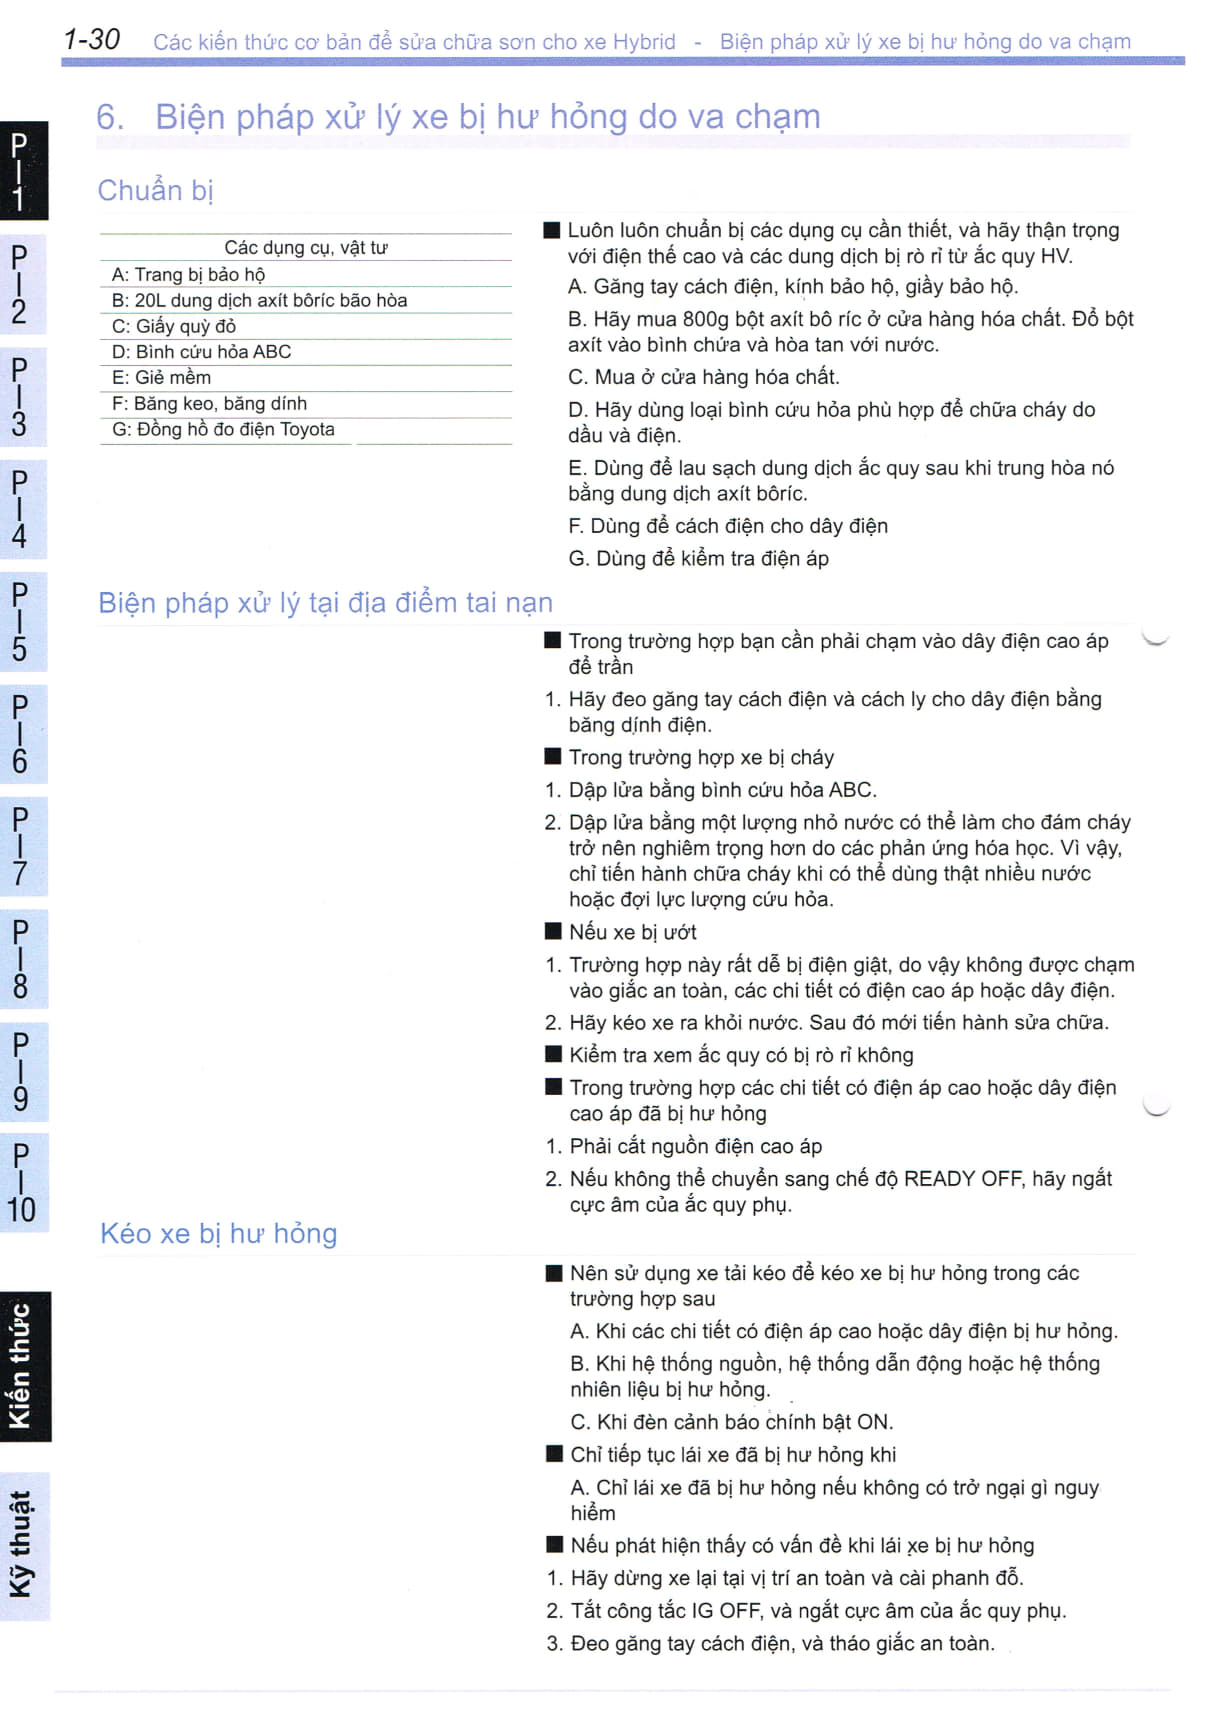 1-30 Các kiến thức cơ bản để sửa chữa sơn cho xe Hybrid - Biện pháp xử lý xe bị hư hỏng do va chạm
6. Biện pháp xử lý xe bị hư hỏng do va chạm
Chuẩn bị
Các dụng cụ, vật tư
A: Trang bị bảo hộ
B: 20L dung dịch axít bôríc bão hòa
C: Giấy quỳ đỏ
D: Bình cứu hỏa ABC
E: Giẻ mềm
F: Băng keo, băng dính
G: Đồng hồ đo điện Toyota
■ Luôn luôn chuẩn bị các dụng cụ cần thiết, và hãy thận trọng
với điện thế cao và các dung dịch bị rò rỉ từ ắc quy HV.
A. Găng tay cách điện, kính bảo hộ, giầy bảo hộ.
B. Hãy mua 800g bột axít bô ríc ở cửa hàng hóa chất. Đổ bột
axít vào bình chứa và hòa tan với nước.
C. Mua ở cửa hàng hóa chất.
D. Hãy dùng loại bình cứu hỏa phù hợp để chữa cháy do
dầu và điện.
E. Dùng để lau sạch dung dịch ắc quy sau khi trung hòa nó
bằng dung dịch axít bôríc.
F. Dùng để cách điện cho dây điện
G. Dùng để kiểm tra điện áp
Biện pháp xử lý tại địa điểm tai nạn
■ Trong trường hợp bạn cần phải chạm vào dây điện cao áp
để trần
1. Hãy đeo găng tay cách điện và cách ly cho dây điện bằng
băng dính điện.
■ Trong trường hợp xe bị cháy
1. Dập lửa bằng bình cứu hỏa ABC.
2. Dập lửa bằng một lượng nhỏ nước có thể làm cho đám cháy
trở nên nghiêm trọng hơn do các phản ứng hóa học. Vì vậy,
chỉ tiến hành chữa cháy khi có thể dùng thật nhiều nước
hoặc đợi lực lượng cứu hỏa.
■ Nếu xe bị ướt
1. Trường hợp này rất dễ bị điện giật, do vậy không được chạm
vào giắc an toàn, các chi tiết có điện cao áp hoặc dây điện.
2. Hãy kéo xe ra khỏi nước. Sau đó mới tiến hành sửa chữa.
■ Kiểm tra xem ắc quy có bị rò rỉ không
■ Trong trường hợp các chi tiết có điện áp cao hoặc dây điện
cao áp đã bị hư hỏng
1. Phải cắt nguồn điện cao áp
2. Nếu không thể chuyển sang chế độ READY OFF, hãy ngắt
cực âm của ắc quy phụ.
Kéo xe bị hư hỏng
■ Nên sử dụng xe tải kéo để kéo xe bị hư hỏng trong các
trường hợp sau
A. Khi các chi tiết có điện áp cao hoặc dây điện bị hư hỏng.
B. Khi hệ thống nguồn, hệ thống dẫn động hoặc hệ thống
nhiên liệu bị hư hỏng.
C. Khi đèn cảnh báo chính bật ON.
■ Chỉ tiếp tục lái xe đã bị hư hỏng khi
A. Chỉ lái xe đã bị hư hỏng nếu không có trở ngại gì nguy
hiểm
■ Nếu phát hiện thấy có vấn đề khi lái xe bị hư hỏng
1. Hãy dừng xe lại tại vị trí an toàn và cài phanh đỗ.
2. Tắt công tắc IG OFF, và ngắt cực âm của ắc quy phụ.
3. Đeo găng tay cách điện, và tháo giắc an toàn.
P-1
P-2
P-3
P-4
P-5
P-6
P-7
P-8
P-9
P-10
Kiến thức
Kỹ thuật